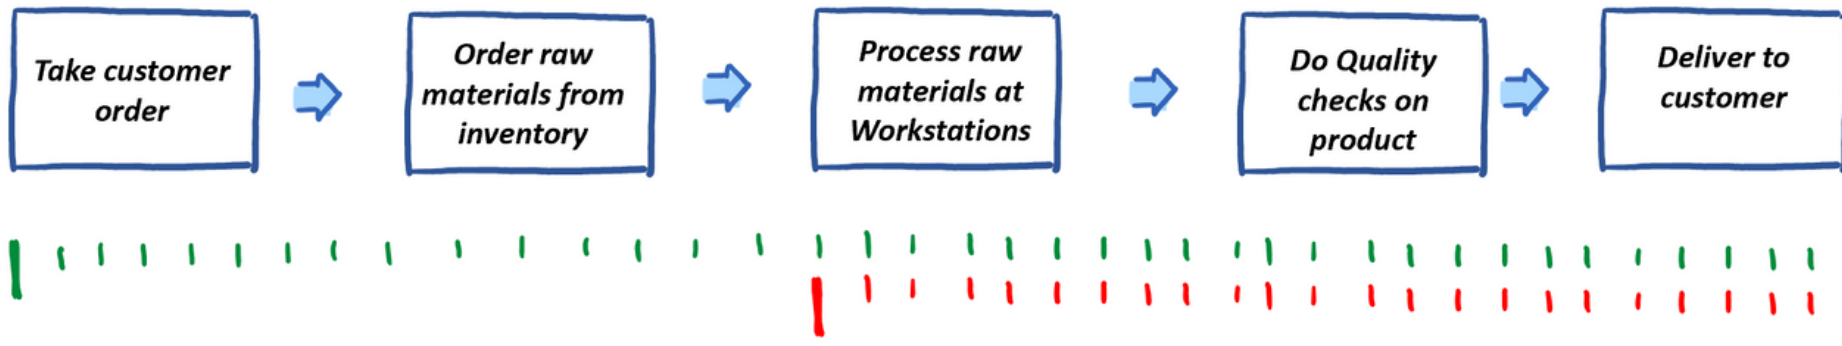 Take customer
order
Order raw
materials from
inventory
Process raw
materials at
Workstations
Do Quality
checks on
product
Deliver to
customer